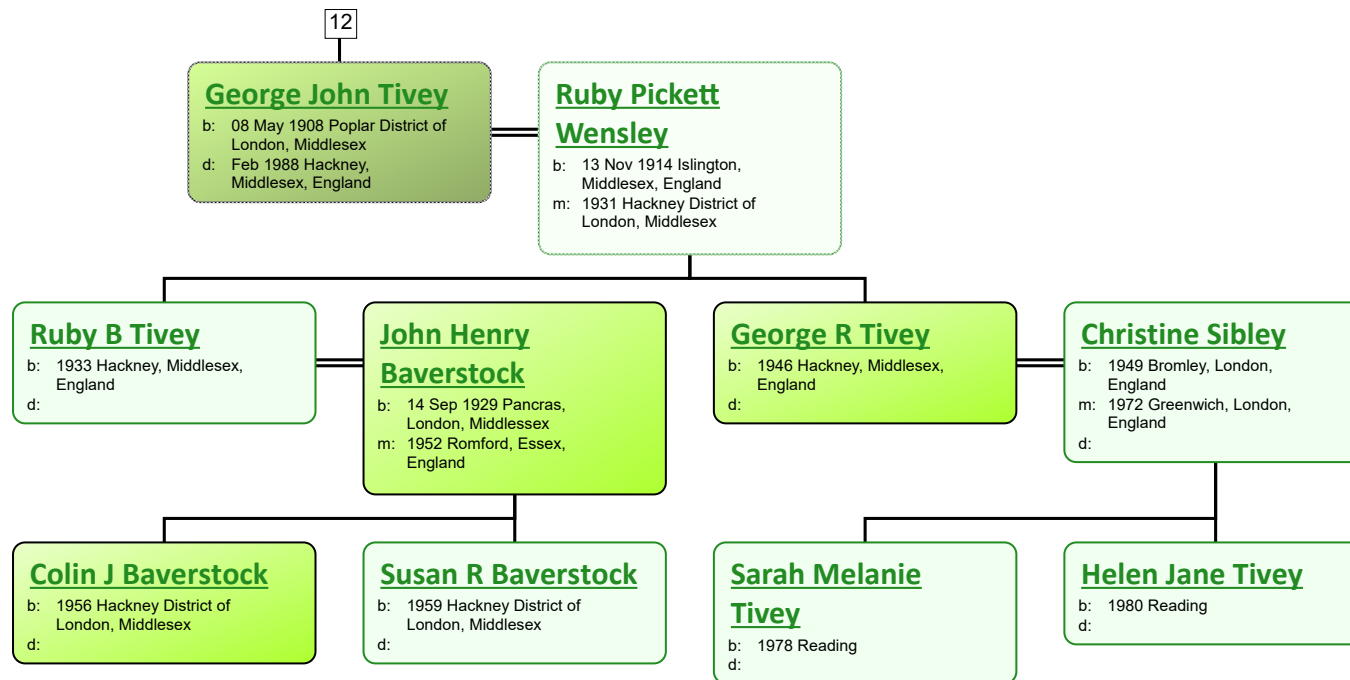 12
George John Tivey
b: 08 May 1908 Poplar District of
London, Middlesex
d: Feb 1988 Hackney,
Middlesex, England
Ruby Pickett
Wensley
b: 13 Nov 1914 Islington,
Middlesex, England
m: 1931 Hackney District of
London, Middlesex
Ruby B Tivey
b: 1933 Hackney, Middlesex,
England
d:
John Henry
Baverstock
b: 14 Sep 1929 Pancras,
London, Middlessex
m: 1952 Romford, Essex,
England
George R Tivey
b: 1946 Hackney, Middlesex,
England
d:
Christine Sibley
b: 1949 Bromley, London,
England
m: 1972 Greenwich, London,
England
d:
Colin J Baverstock
b: 1956 Hackney District of
London, Middlesex
d:
Susan R Baverstock
b: 1959 Hackney District of
London, Middlesex
d:
Sarah Melanie
Tivey
b: 1978 Reading
d:
Helen Jane Tivey
b: 1980 Reading
d: